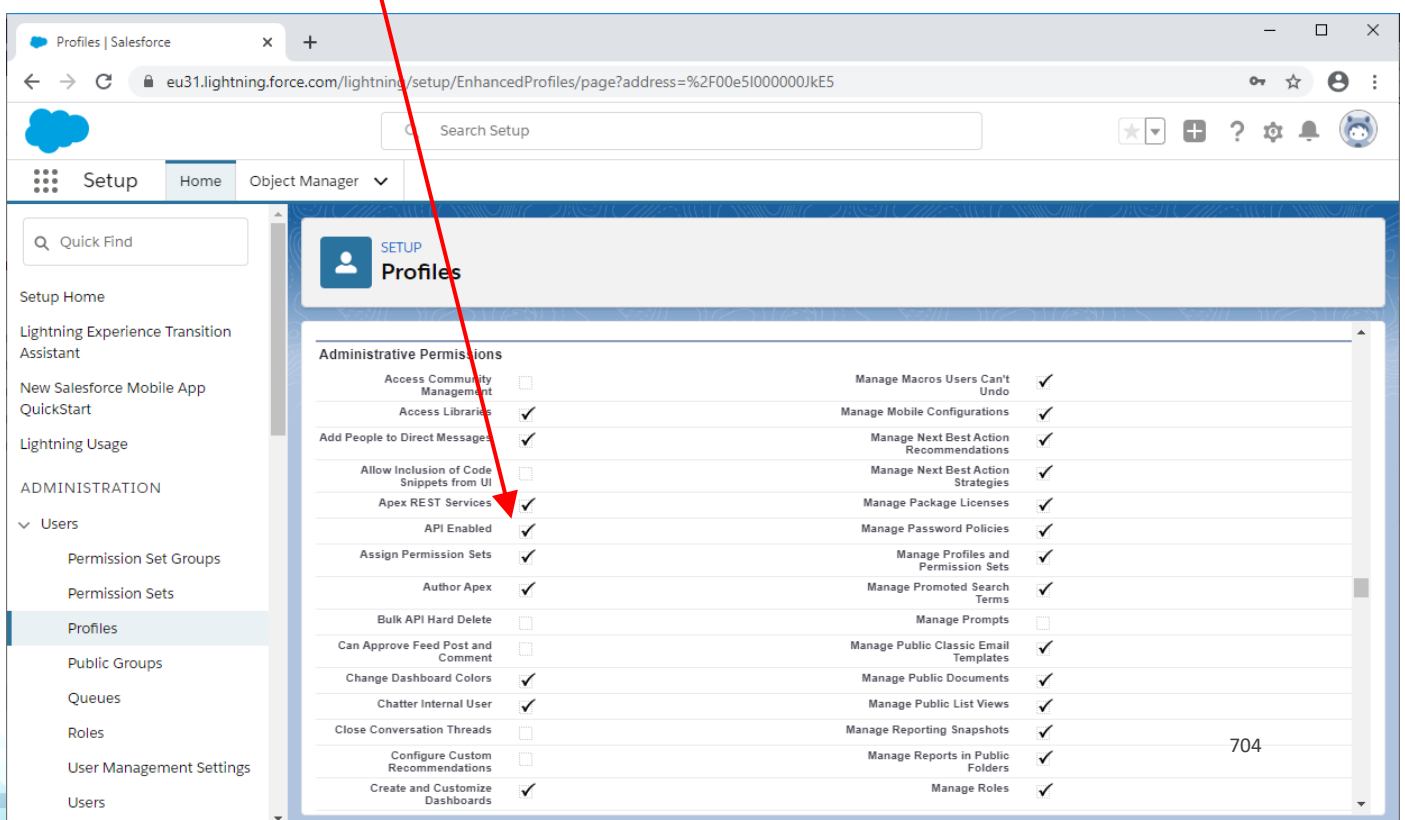 Profiles | Salesforce
eu31.lightning.force.com/lightning/setup/EnhancedProfiles/page?address=%2F00e5I000000JkE5
Search Setup
Setup Home Object Manager
Quick Find
Setup Home
Lightning Experience Transition
Assistant
New Salesforce Mobile App
QuickStart
Lightning Usage
ADMINISTRATION
Users
Permission Set Groups
Permission Sets
Profiles
Public Groups
Queues
Roles
User Management Settings
Users
SETUP
Profiles
Administrative Permissions
Access Community
Management
Access Libraries
Add People to Direct Messages
Allow Inclusion of Code
Snippets from UI
Apex REST Services
API Enabled
Assign Permission Sets
Author Apex
Bulk API Hard Delete
Can Approve Feed Post and
Comment
Change Dashboard Colors
Chatter Internal User
Close Conversation Threads
Configure Custom
Recommendations
Create and Customize
Dashboards
Manage Macros Users Can't
Undo
Manage Mobile Configurations
Manage Next Best Action
Recommendations
Manage Next Best Action
Strategies
Manage Package Licenses
Manage Password Policies
Manage Profiles and
Permission Sets
Manage Promoted Search
Terms
Manage Prompts
Manage Public Classic Email
Templates
Manage Public Documents
Manage Public List Views
Manage Reporting Snapshots
Manage Reports in Public
Folders
Manage Roles
704